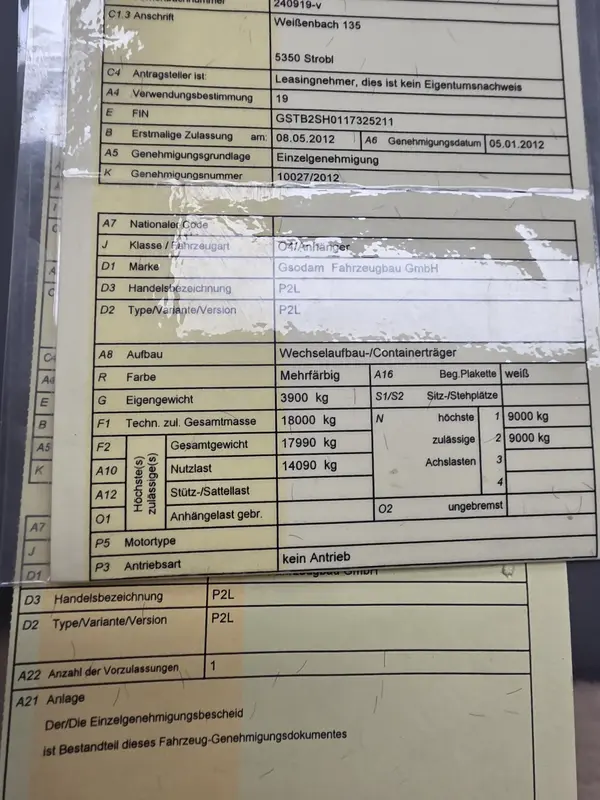 240919-v
C1.3 Anschrift Weißenbach 135
5350 Strobl
C4 Antragsteller ist: Leasingnehmer, dies ist kein Eigentumsnachweis
A4 Verwendungsbestimmung 19
E FIN GSTB2SH0117325211
B Erstmalige Zulassung am: 08.05.2012 A6 Genehmigungsdatum 05.01.2012
A5 Genehmigungsgrundlage Einzelgenehmigung
K Genehmigungsnummer 10027/2012
A7 Nationaler Code
J Klasse / Fahrzeugart O4/Anhänger
D1 Marke Gsodam Fahrzeugbau GmbH
D3 Handelsbezeichnung P2L
D2 Type/Variante/Version P2L
A8 Aufbau Wechselaufbau-/Containerträger
R Farbe Mehrfärbig A16 Beg.Plakette weiß
G Eigengewicht 3900 kg S1/S2 Sitz-/Stehplätze
F1 Techn. zul. Gesamtmasse 18000 kg N höchste 1 9000 kg
F2 Höchste(s) zulässige(s) Gesamtgewicht 17990 kg zulässige 2 9000 kg
A10 Nutzlast 14090 kg Achslasten 3
A12 Stütz-/Sattellast 4
O1 Anhängelast gebr. O2 ungebremst
P5 Motortype
P3 Antriebsart kein Antrieb
C4
A4
E
B
A5
K
A7
J
D1
D3 Handelsbezeichnung P2L
D2 Type/Variante/Version P2L
A22 Anzahl der Vorzulassungen 1
A21 Anlage
Der/Die Einzelgenehmigungsbescheid
ist Bestandteil dieses Fahrzeug-Genehmigungsdokumentes